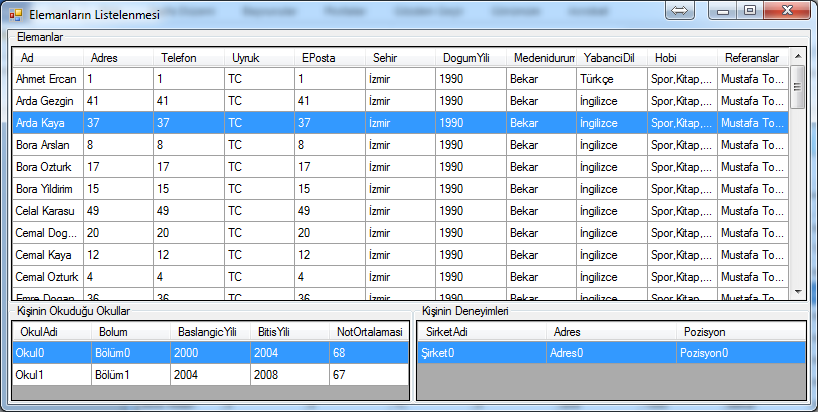 Elemanların Listelenmesi
Elemanlar
Ad Adres Telefon Uyruk EPosta Sehir DogumYili Medenidurum YabanciDil Hobi Referanslar
Ahmet Ercan 1 1 TC 1 İzmir 1990 Bekar Türkçe Spor,Kitap,... Mustafa To...
Arda Gezgin 41 41 TC 41 İzmir 1990 Bekar İngilizce Spor,Kitap,... Mustafa To...
Arda Kaya 37 37 TC 37 İzmir 1990 Bekar İngilizce Spor,Kitap,... Mustafa To...
Bora Arslan 8 8 TC 8 İzmir 1990 Bekar İngilizce Spor,Kitap,... Mustafa To...
Bora Ozturk 17 17 TC 17 İzmir 1990 Bekar İngilizce Spor,Kitap,... Mustafa To...
Bora Yildirim 15 15 TC 15 İzmir 1990 Bekar İngilizce Spor,Kitap,... Mustafa To...
Celal Karasu 49 49 TC 49 İzmir 1990 Bekar İngilizce Spor,Kitap,... Mustafa To...
Cemal Dog... 20 20 TC 20 İzmir 1990 Bekar İngilizce Spor,Kitap,... Mustafa To...
Cemal Kaya 12 12 TC 12 İzmir 1990 Bekar İngilizce Spor,Kitap,... Mustafa To...
Cemal Ozturk 4 4 TC 4 İzmir 1990 Bekar İngilizce Spor,Kitap,... Mustafa To...
Emre Dogan 36 36 TC 36 İzmir 1990 Bekar İngilizce Spor,Kitap,... Mustafa To...
Kişinin Okuduğu Okullar
OkulAdi Bolum BaslangicYili BitisYili NotOrtalamasi
Okul0 Bölüm0 2000 2004 68
Okul1 Bölüm1 2004 2008 67
Kişinin Deneyimleri
SirketAdi Adres Pozisyon
Şirket0 Adres0 Pozisyon0